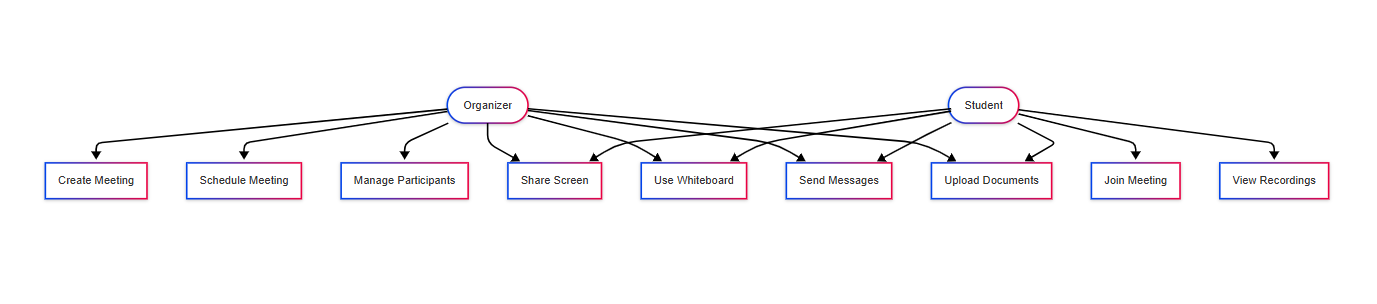 Organizer
Student
Create Meeting
Schedule Meeting
Manage Participants
Share Screen
Use Whiteboard
Send Messages
Upload Documents
Join Meeting
View Recordings